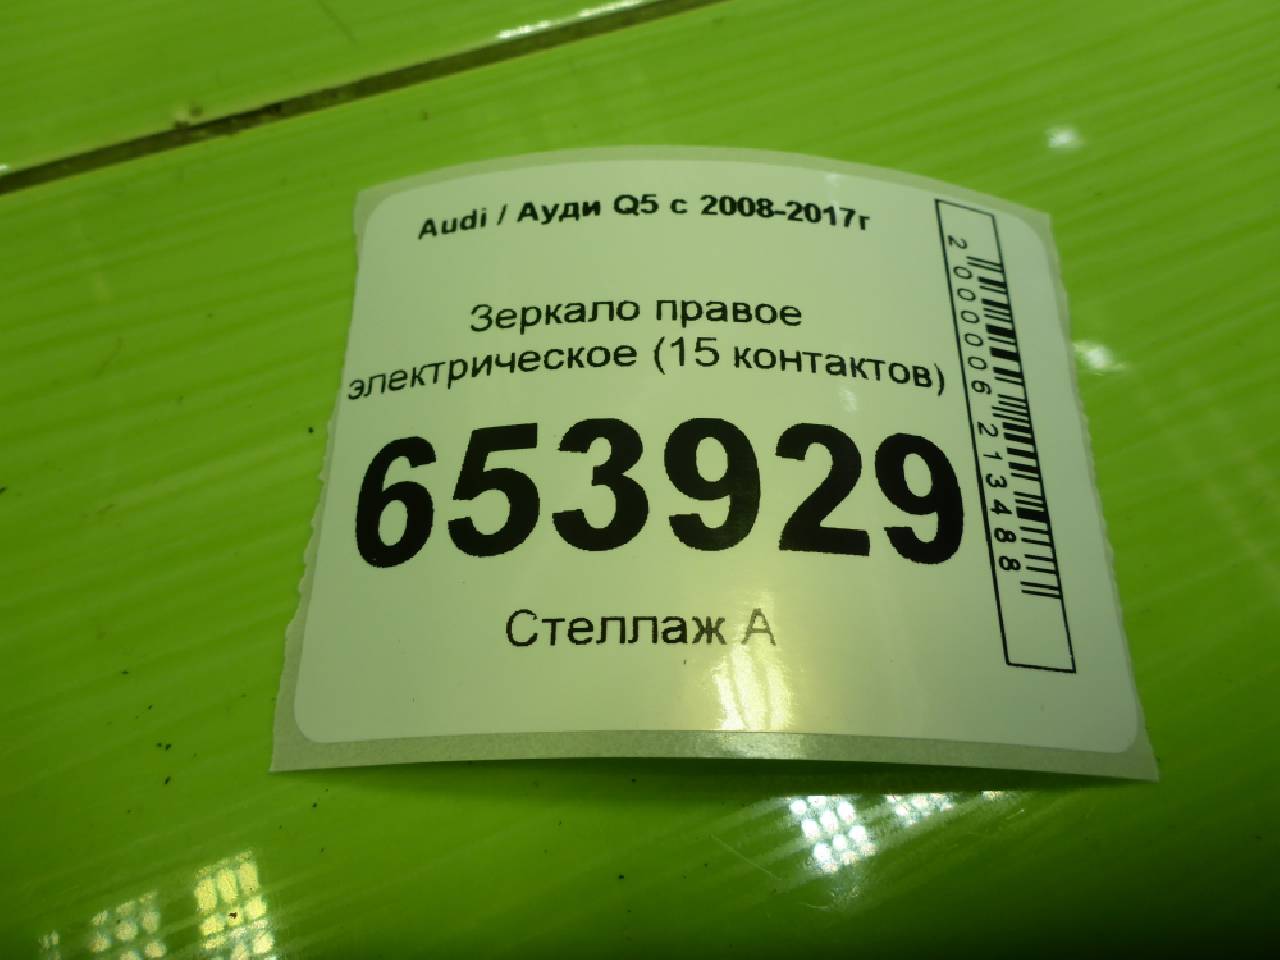 Audi / Ауди Q5 с 2008-2017г
Зеркало правое
электрическое (15 контактов)
653929
Стеллаж А
2000006213488